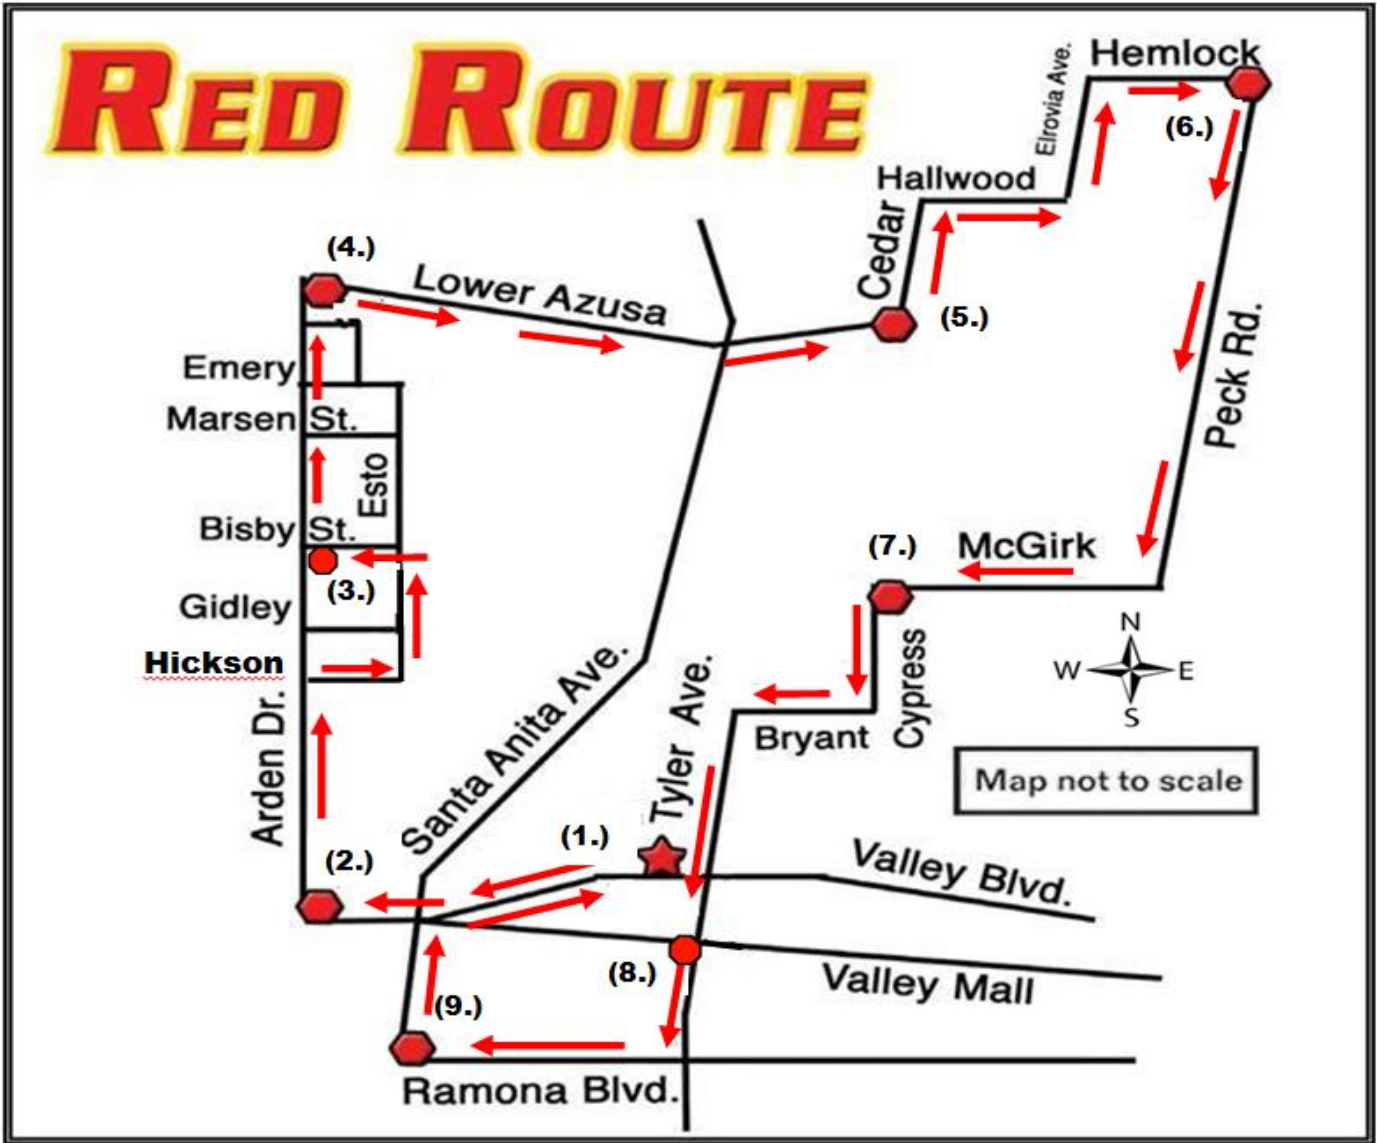 RED ROUTE
Hemlock
Elrovia Ave.
(6.)
Hallwood
Cedar
(4.)
Lower Azusa
(5.)
Peck Rd.
Emery
Marsen St.
Esto
Bisby St.
(3.)
Gidley
Hickson
(7.)
McGirk
N
W
E
S
Cypress
Bryant
Map not to scale
Arden Dr.
Santa Anita Ave.
Tyler Ave.
(1.)
(2.)
Valley Blvd.
(8.)
Valley Mall
(9.)
Ramona Blvd.